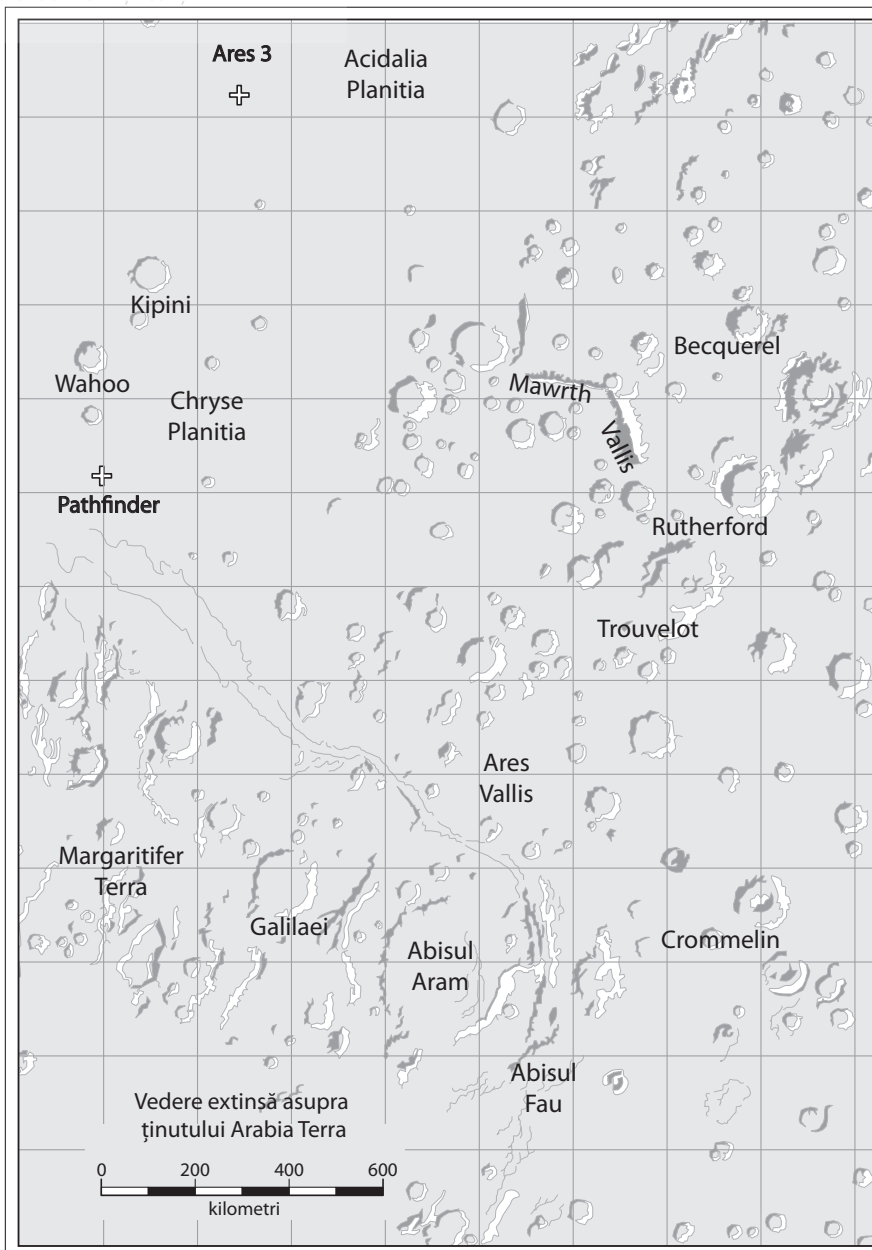 Ares 3
Acidalia
Planitia
Kipini
Becquerel
Wahoo
Mawrth
Chryse
Planitia
Vallis
Pathfinder
Rutherford
Trouvelot
Ares
Vallis
Margaritifer
Terra
Galilaei
Crommelin
Abisul
Aram
Abisul
Fau
Vedere extinsă asupra
ținutului Arabia Terra
0 200 400 600
kilometri